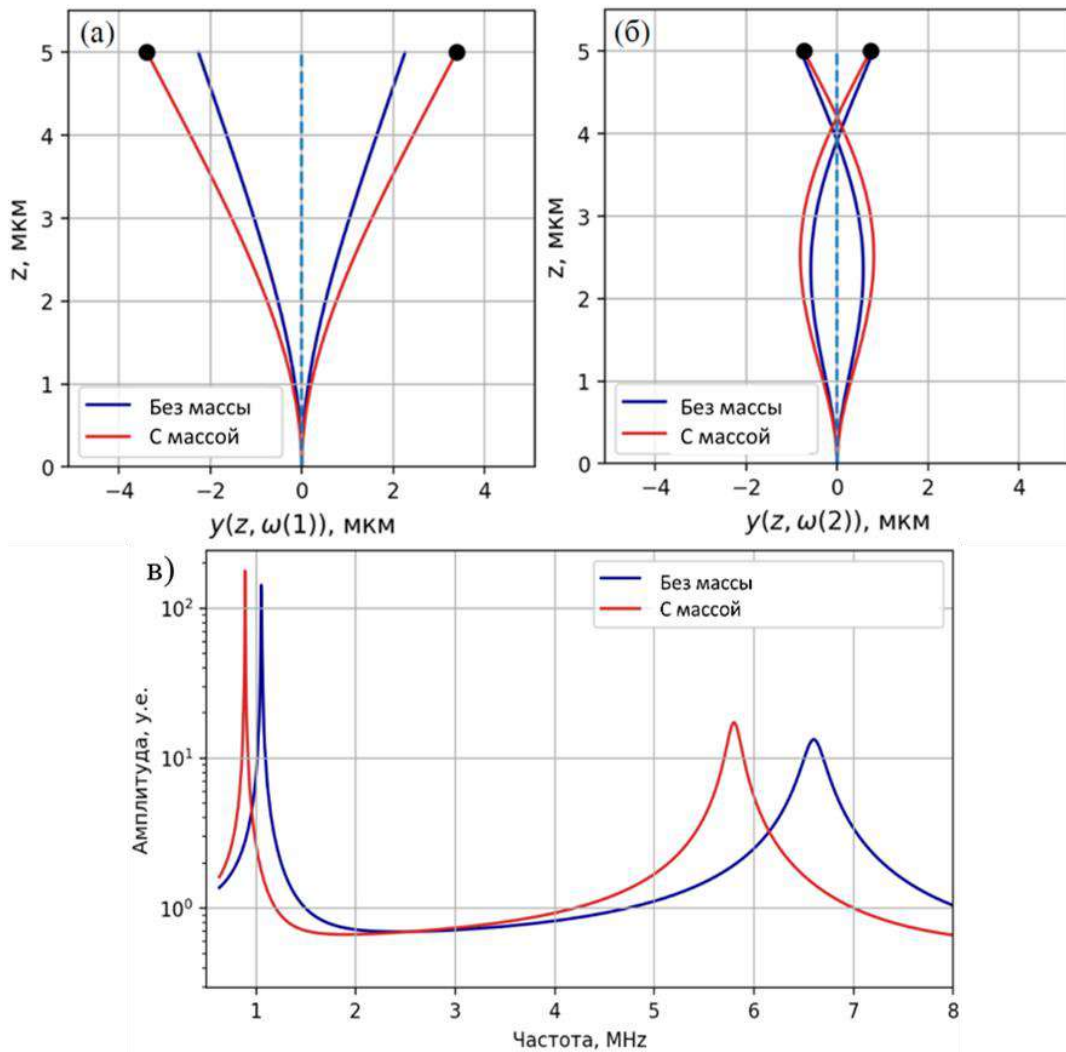 (а)
5
4
3
2
1
0
z, мкм
Без массы
С массой
−4 −2 0 2 4
y(z, ω(1)), мкм
(б)
5
4
3
2
1
0
z, мкм
Без массы
С массой
−4 −2 0 2 4
y(z, ω(2)), мкм
в)
10²
10¹
10⁰
Амплитуда, у.е.
Без массы
С массой
1 2 3 4 5 6 7 8
Частота, MHz